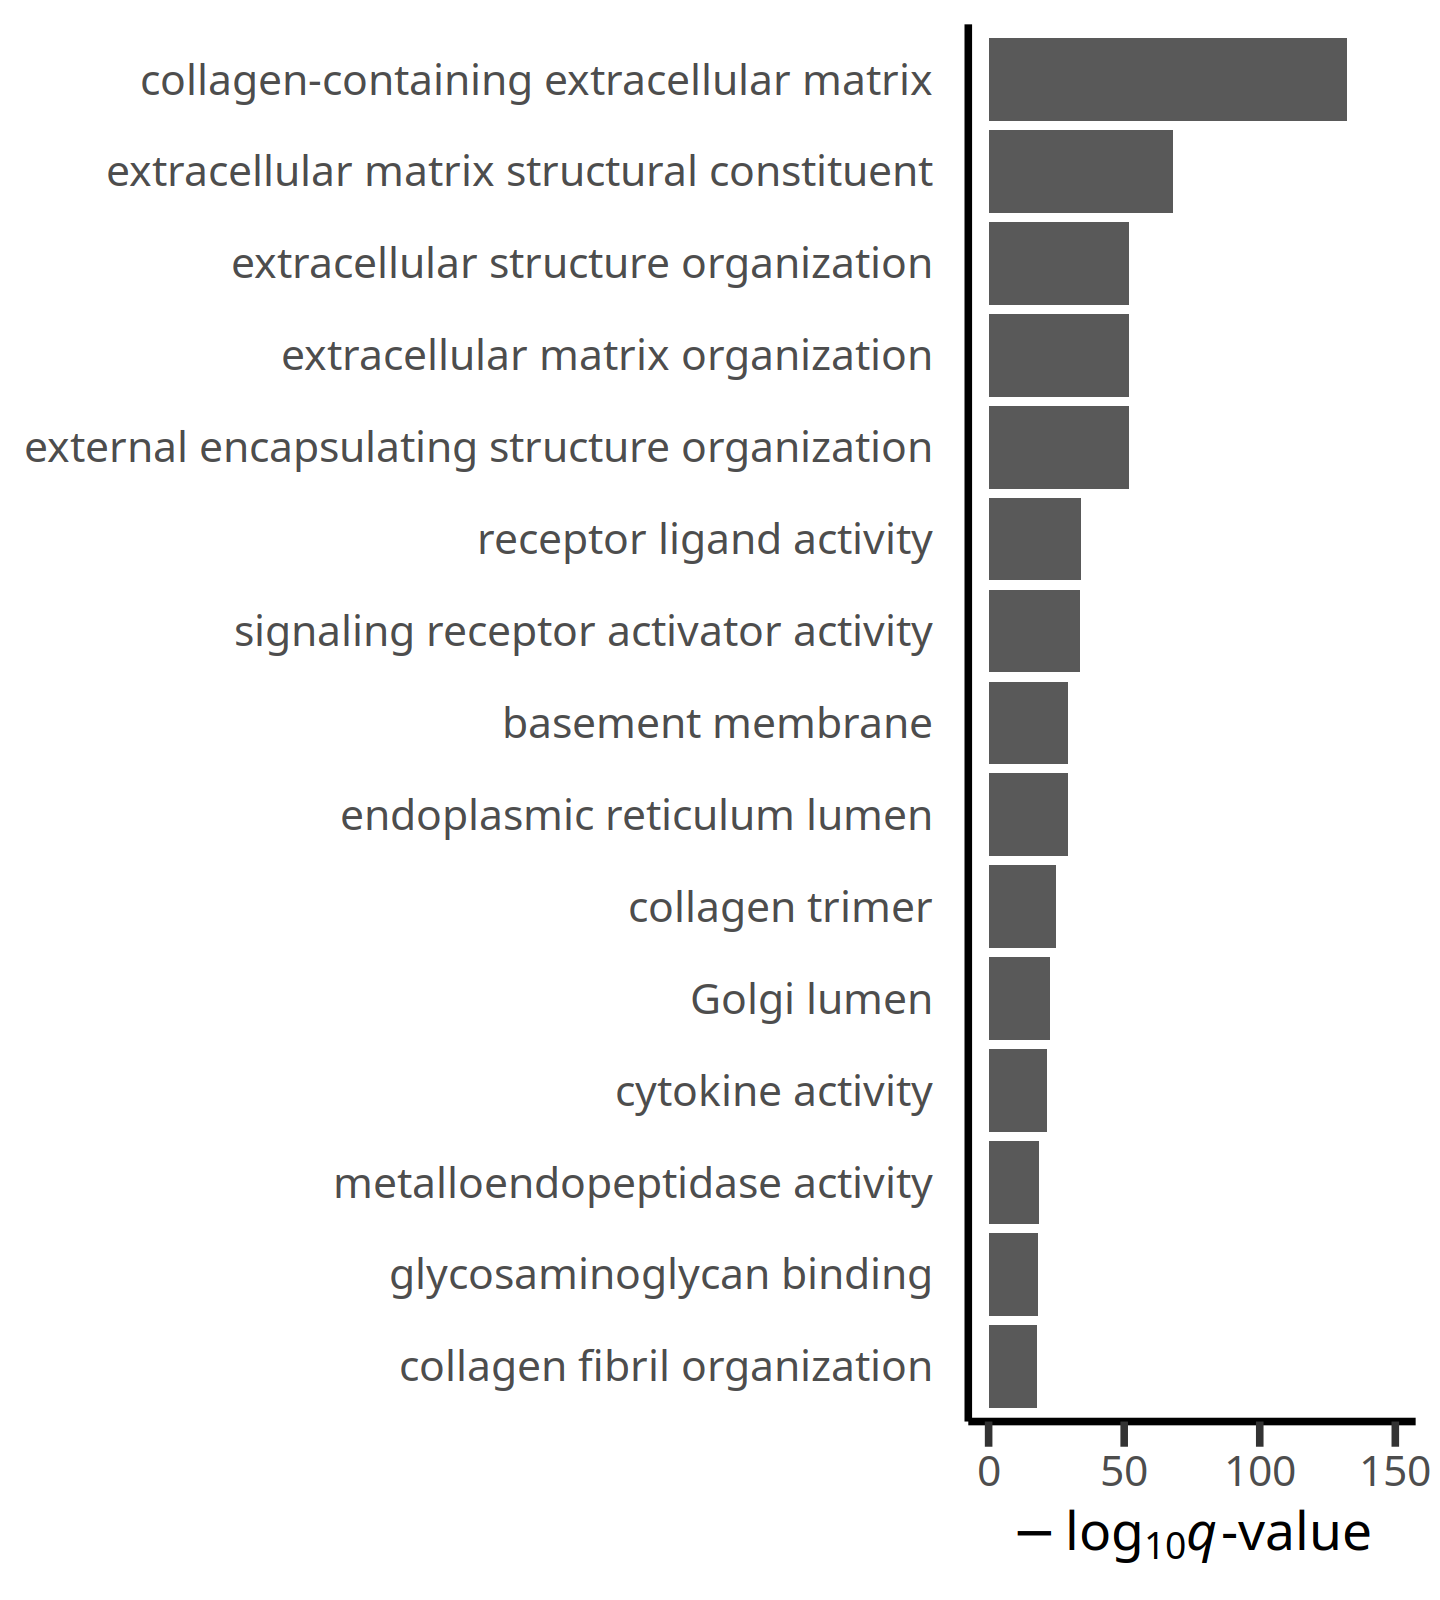 collagen-containing extracellular matrix
extracellular matrix structural constituent
extracellular structure organization
extracellular matrix organization
external encapsulating structure organization
receptor ligand activity
signaling receptor activator activity
basement membrane
endoplasmic reticulum lumen
collagen trimer
Golgi lumen
cytokine activity
metalloendopeptidase activity
glycosaminoglycan binding
collagen fibril organization
0 50 100 150
− log₁₀q-value